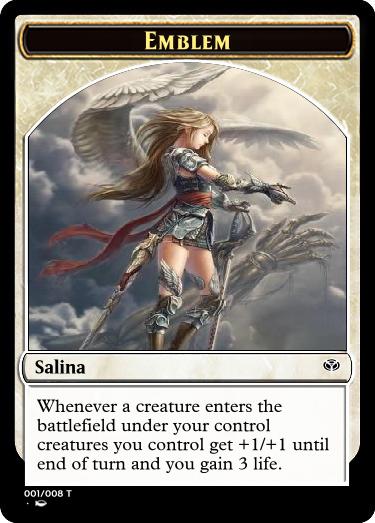 EMBLEM
Salina
Whenever a creature enters the
battlefield under your control
creatures you control get +1/+1 until
end of turn and you gain 3 life.
001/008 T